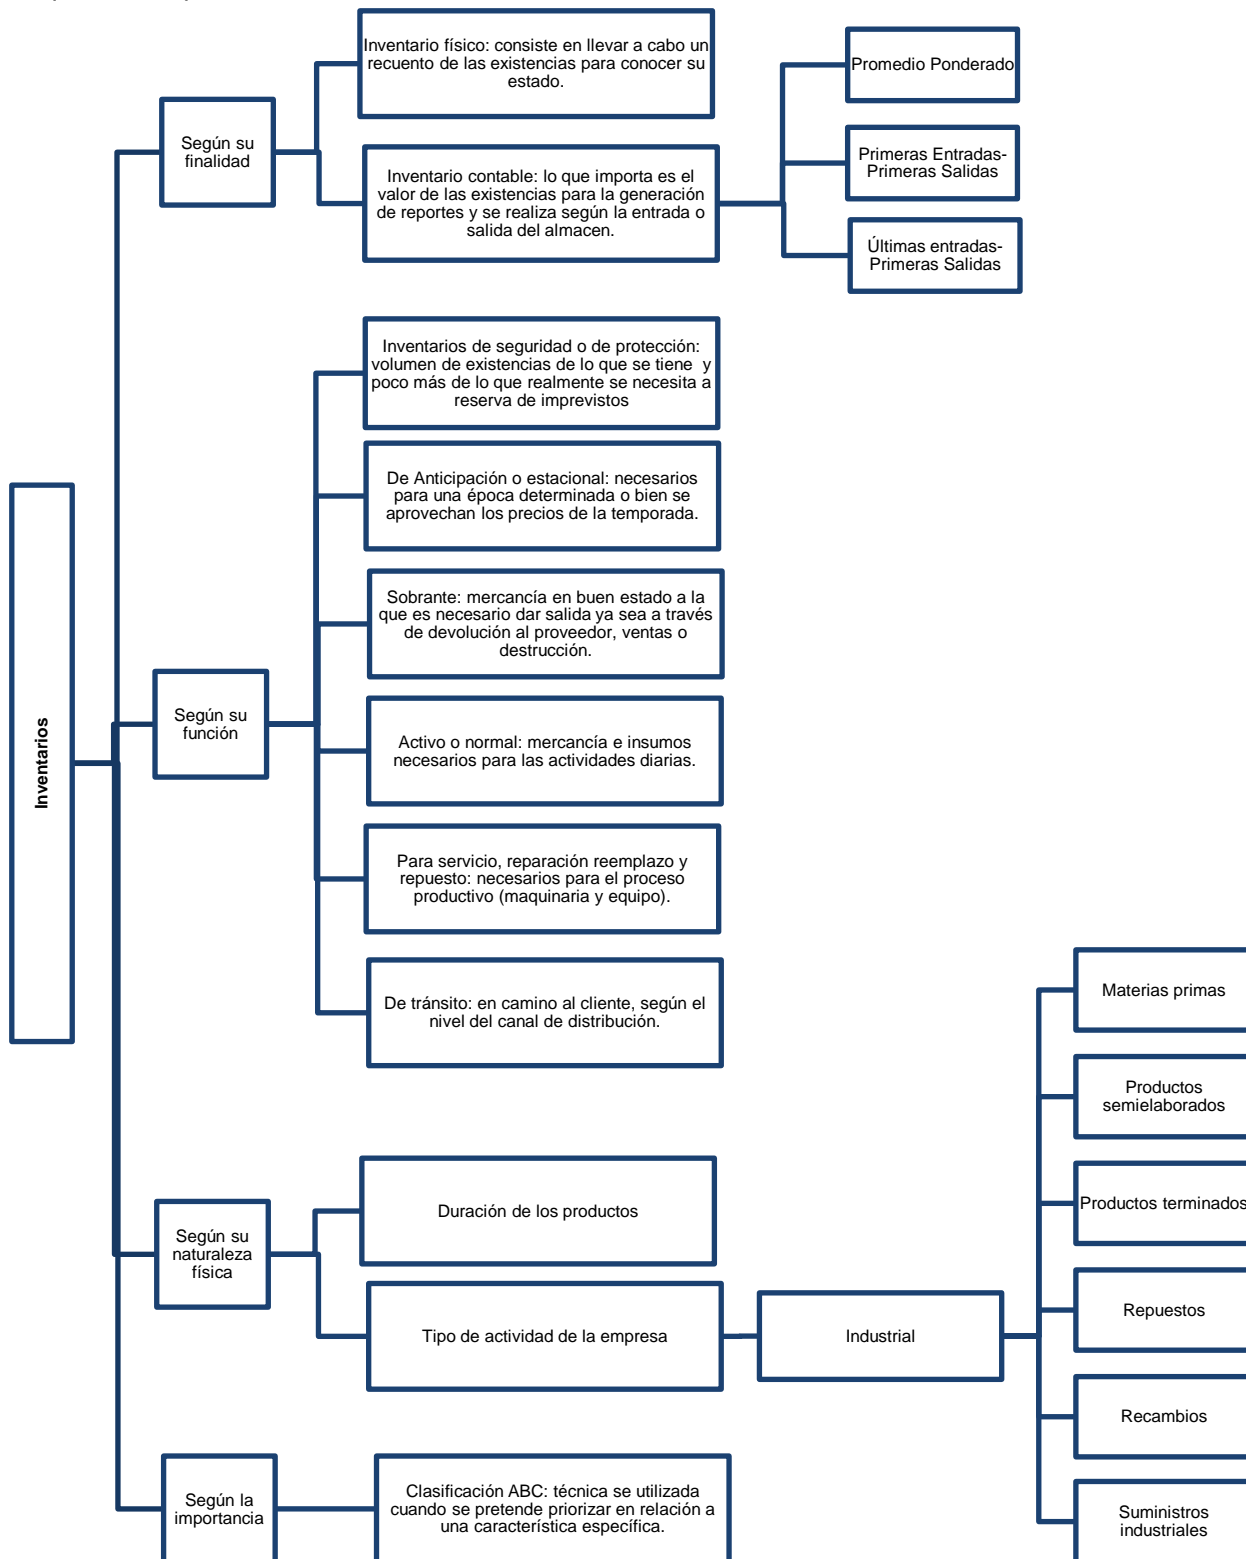 Inventarios
Según su
finalidad
Inventario físico: consiste en llevar a cabo un
recuento de las existencias para conocer su
estado.
Inventario contable: lo que importa es el
valor de las existencias para la generación
de reportes y se realiza según la entrada o
salida del almacen.
Promedio Ponderado
Primeras Entradas-
Primeras Salidas
Últimas entradas-
Primeras Salidas
Según su
función
Inventarios de seguridad o de protección:
volumen de existencias de lo que se tiene y
poco más de lo que realmente se necesita a
reserva de imprevistos
De Anticipación o estacional: necesarios
para una época determinada o bien se
aprovechan los precios de la temporada.
Sobrante: mercancía en buen estado a la
que es necesario dar salida ya sea a través
de devolución al proveedor, ventas o
destrucción.
Activo o normal: mercancía e insumos
necesarios para las actividades diarias.
Para servicio, reparación reemplazo y
repuesto: necesarios para el proceso
productivo (maquinaria y equipo).
De tránsito: en camino al cliente, según el
nivel del canal de distribución.
Según su
naturaleza
física
Duración de los productos
Tipo de actividad de la empresa
Industrial
Materias primas
Productos
semielaborados
Productos terminados
Repuestos
Recambios
Suministros
industriales
Según la
importancia
Clasificación ABC: técnica se utilizada
cuando se pretende priorizar en relación a
una característica específica.